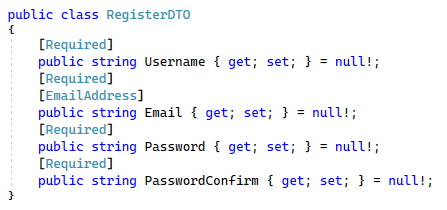 public class RegisterDTO
{
[Required]
public string Username { get; set; } = null!;
[Required]
[EmailAddress]
public string Email { get; set; } = null!;
[Required]
public string Password { get; set; } = null!;
[Required]
public string PasswordConfirm { get; set; } = null!;
}